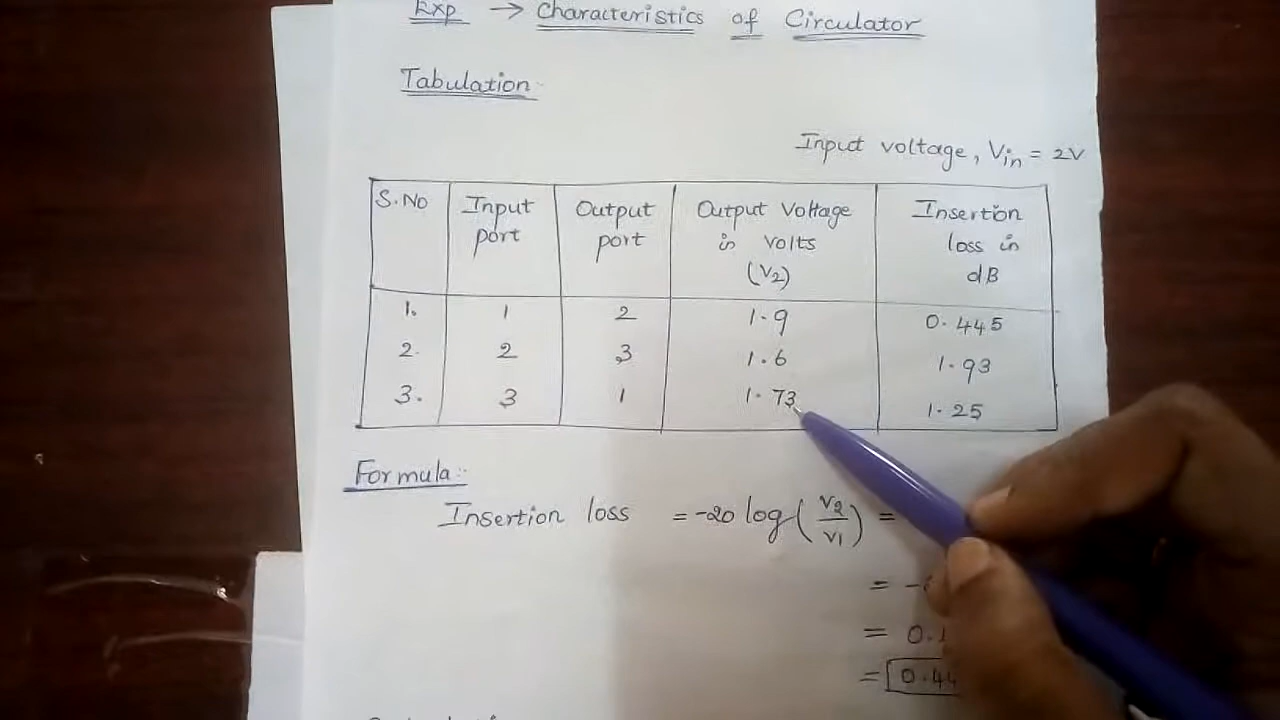 Exp → Characteristics of Circulator
Tabulation:
Input voltage, Vin = 2V
S.No Input port Output port Output Voltage in volts (V2) Insertion loss in dB
1. 1 2 1.9 0.445
2. 2 3 1.6 1.93
3. 3 1 1.73 1.25
Formula:-
Insertion loss = -20 log (V2/V1) =
= -
= 0.
= 0.44